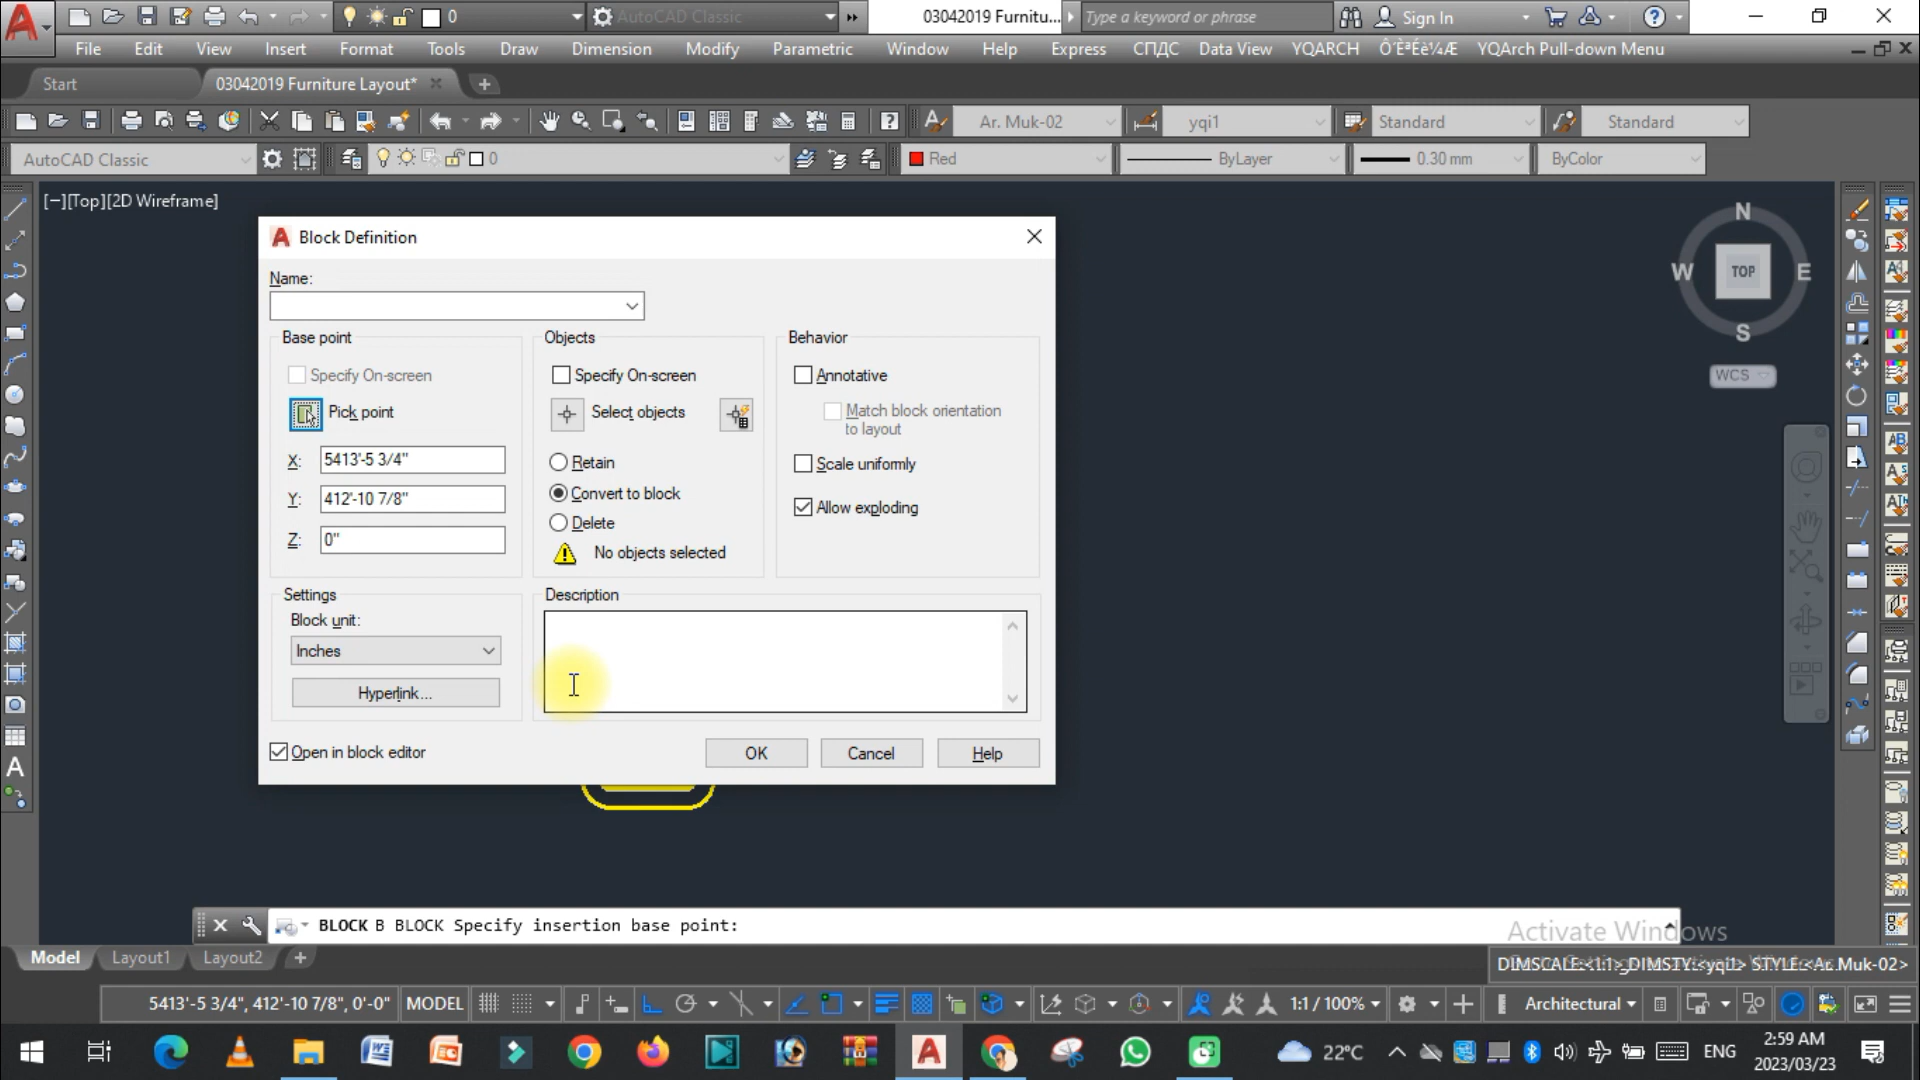 0
AutoCAD Classic
03042019 Furnitu...
Type a keyword or phrase
Sign In
File Edit View Insert Format Tools Draw Dimension Modify Parametric Window Help Express СПДС Data View YQARCH Ô˝ÈªÉè¼Æ YQArch Pull-down Menu
Start
03042019 Furniture Layout*
Ar. Muk-02
yqi1
Standard
Standard
AutoCAD Classic
0
Red
ByLayer
0.30 mm
ByColor
[−][Top][2D Wireframe]
N
W
TOP
E
S
WCS
Block Definition
Name:
Base point
Specify On-screen
Pick point
X: 5413'-5 3/4"
Y: 412'-10 7/8"
Z: 0"
Objects
Specify On-screen
Select objects
Retain
Convert to block
Delete
No objects selected
Behavior
Annotative
Match block orientation
to layout
Scale uniformly
Allow exploding
Settings
Block unit:
Inches
Hyperlink...
Description
Open in block editor
OK
Cancel
Help
BLOCK B BLOCK Specify insertion base point:
Activate Windows
Model
Layout1
Layout2
DIMSCALE:<1:1> DIMSTY:<yqi1> STYLE:<Ar.Muk-02>
5413'-5 3/4", 412'-10 7/8", 0'-0"
MODEL
1:1 / 100%
Architectural
22°C
ENG
2:59 AM
2023/03/23